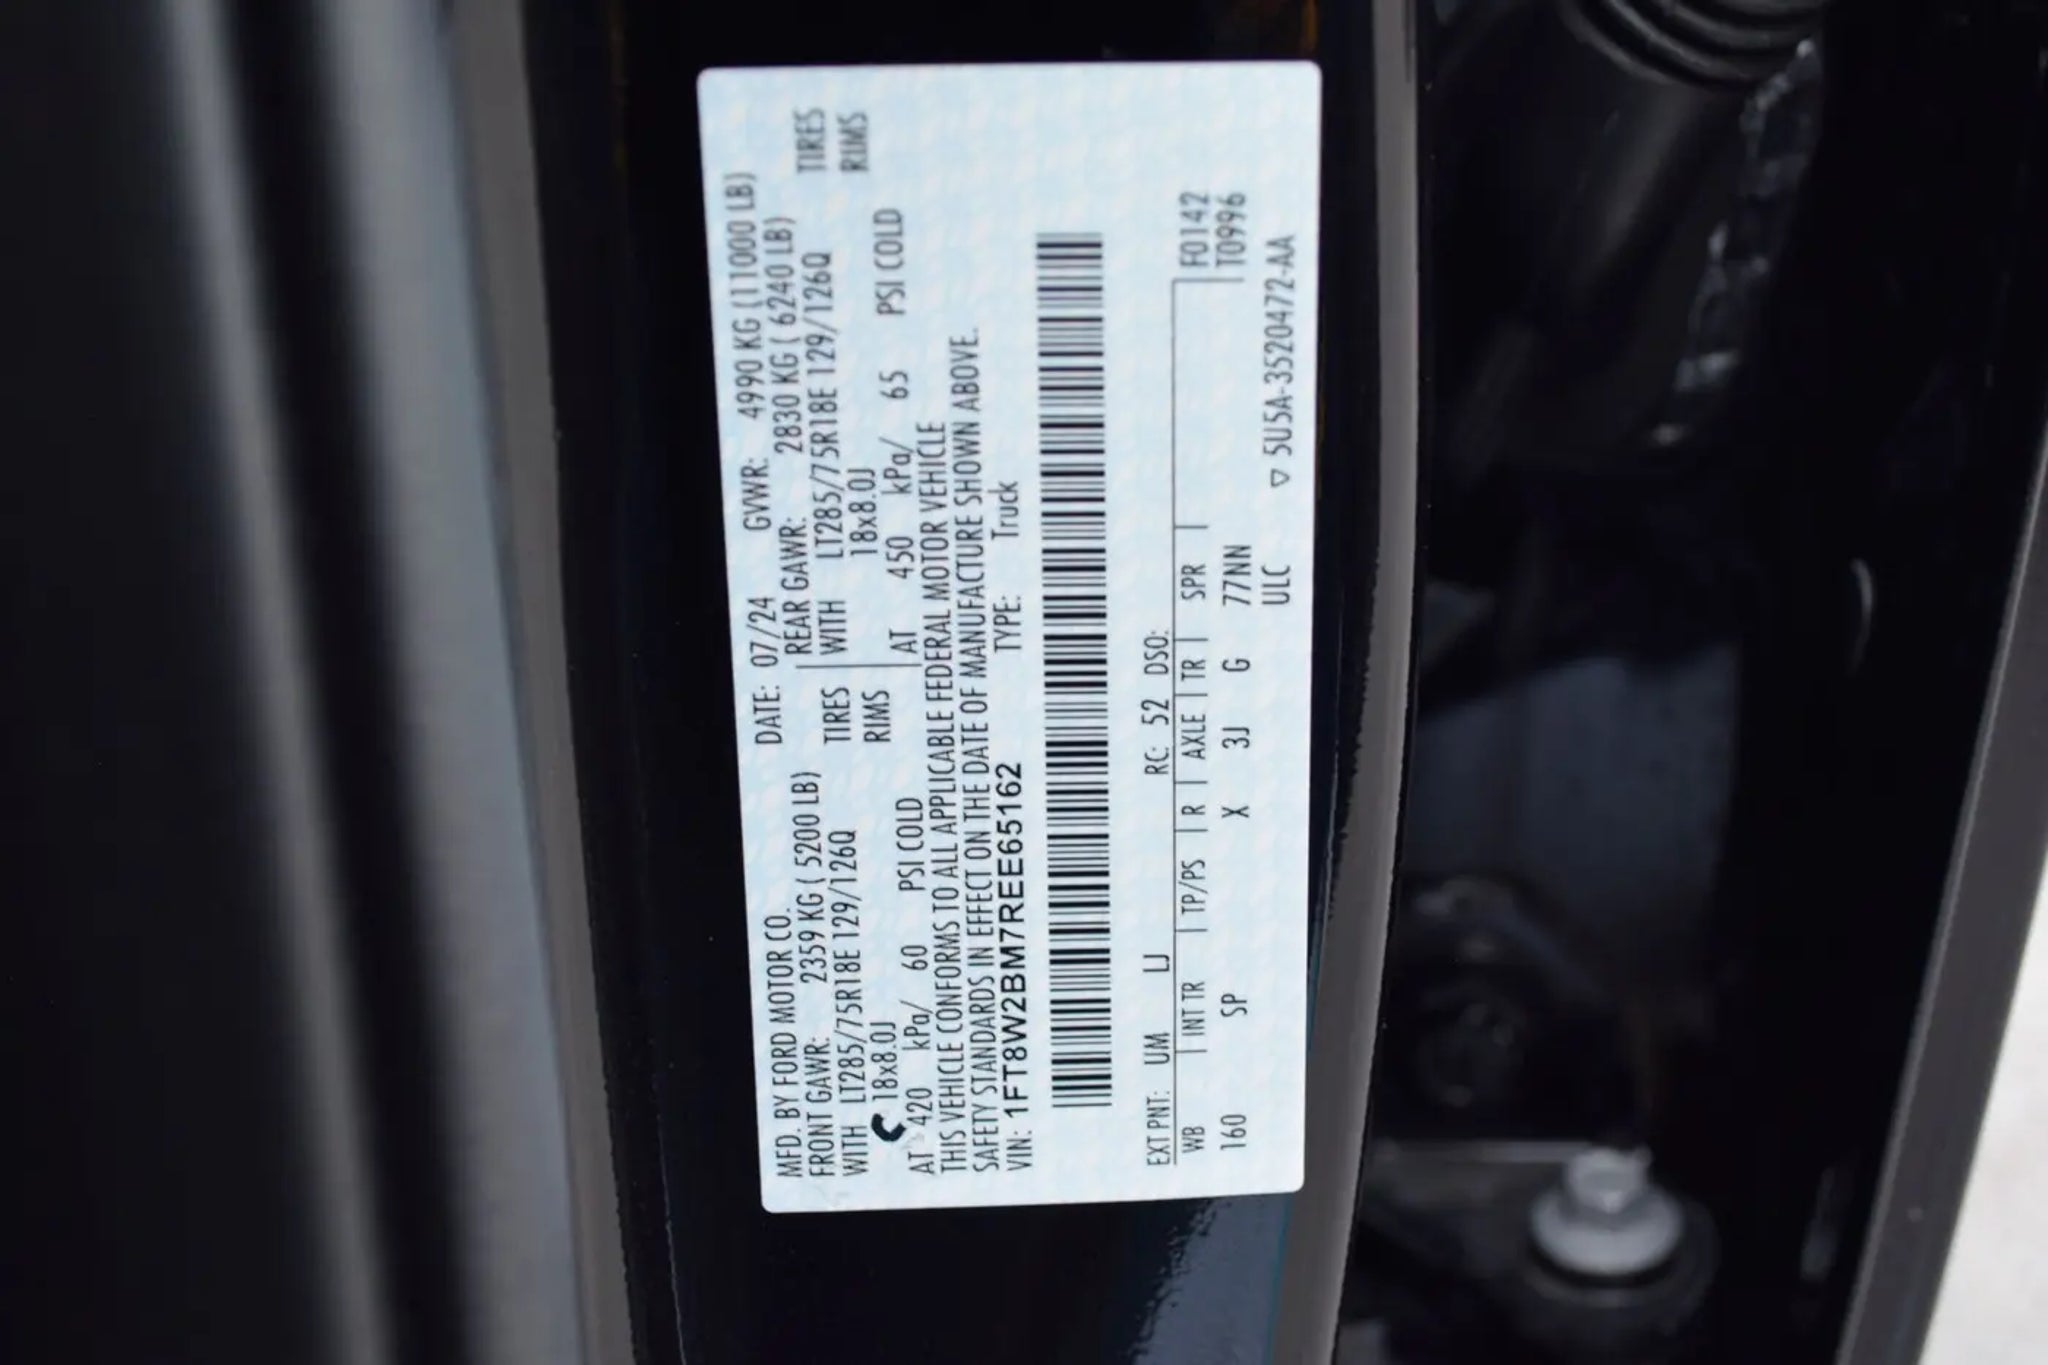 MFD. BY FORD MOTOR CO. DATE: 07/24 GVWR: 4990 KG (11000 LB)
FRONT GAWR: 2359 KG ( 5200 LB) REAR GAWR: 2830 KG ( 6240 LB)
WITH LT285/75R18E 129/126Q TIRES WITH LT285/75R18E 129/126Q TIRES
18x8.0J RIMS 18x8.0J RIMS
AT 420 kPa/ 60 PSI COLD AT 450 kPa/ 65 PSI COLD
THIS VEHICLE CONFORMS TO ALL APPLICABLE FEDERAL MOTOR VEHICLE
SAFETY STANDARDS IN EFFECT ON THE DATE OF MANUFACTURE SHOWN ABOVE.
VIN: 1FT8W2BM7REE65162 TYPE: Truck
EXT PNT: UM LJ RC: 52 DSO:
WB | INT TR | TP/PS | R | AXLE | TR | SPR | F0142
160 SP X 3J G 77NN T0996
ULC ▽ 5U5A-3520472-AA